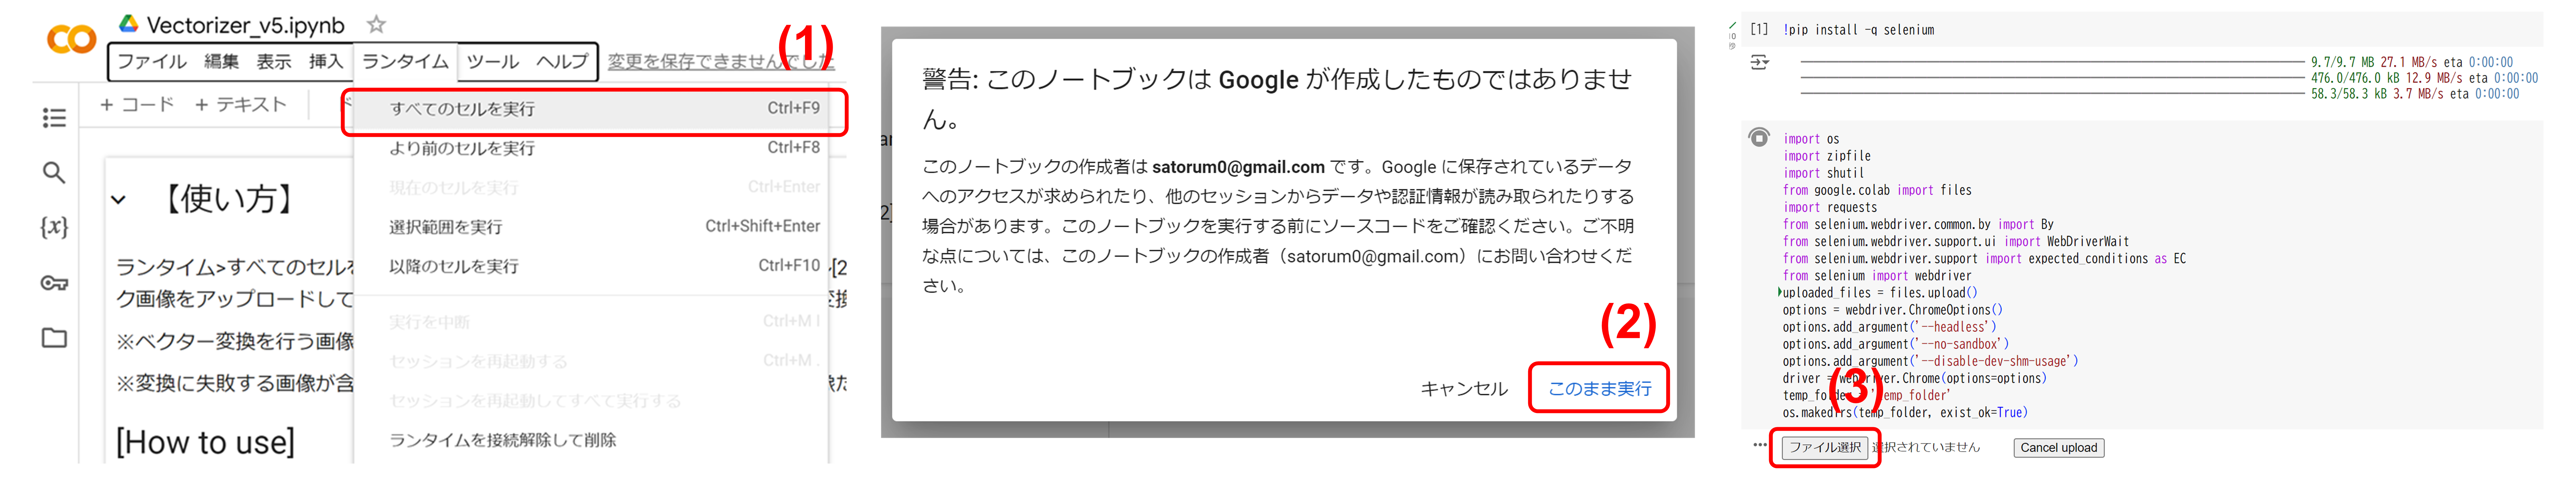 Vectorizer_v5.ipynb
(1)
ファイル 編集 表示 挿入 ランタイム ツール ヘルプ 変更を保存できませんでした
+ コード + テキスト
すべてのセルを実行 Ctrl+F9
より前のセルを実行 Ctrl+F8
現在のセルを実行 Ctrl+Enter
選択範囲を実行 Ctrl+Shift+Enter
以降のセルを実行 Ctrl+F10
実行を中断 Ctrl+M I
セッションを再起動する Ctrl+M .
セッションを再起動してすべて実行する
ランタイムを接続解除して削除
【使い方】
ランタイム>すべてのセルを
ク画像をアップロードして
※ベクター変換を行う画像
※変換に失敗する画像が含
[How to use]
警告: このノートブックは Google が作成したものではありませ
ん。
このノートブックの作成者は satorum0@gmail.com です。Google に保存されているデータ
へのアクセスが求められたり、他のセッションからデータや認証情報が読み取られたりする
場合があります。このノートブックを実行する前にソースコードをご確認ください。ご不明
な点については、このノートブックの作成者（satorum0@gmail.com）にお問い合わせくだ
さい。
(2)
キャンセル このまま実行
[1] !pip install -q selenium
9.7/9.7 MB 27.1 MB/s eta 0:00:00
476.0/476.0 kB 12.9 MB/s eta 0:00:00
58.3/58.3 kB 3.7 MB/s eta 0:00:00
import os
import zipfile
import shutil
from google.colab import files
import requests
from selenium.webdriver.common.by import By
from selenium.webdriver.support.ui import WebDriverWait
from selenium.webdriver.support import expected_conditions as EC
from selenium import webdriver
uploaded_files = files.upload()
options = webdriver.ChromeOptions()
options.add_argument('--headless')
options.add_argument('--no-sandbox')
options.add_argument('--disable-dev-shm-usage')
driver = webdriver.Chrome(options=options)
temp_folder = 'temp_folder'
os.makedirs(temp_folder, exist_ok=True)
(3)
ファイル選択 選択されていません Cancel upload